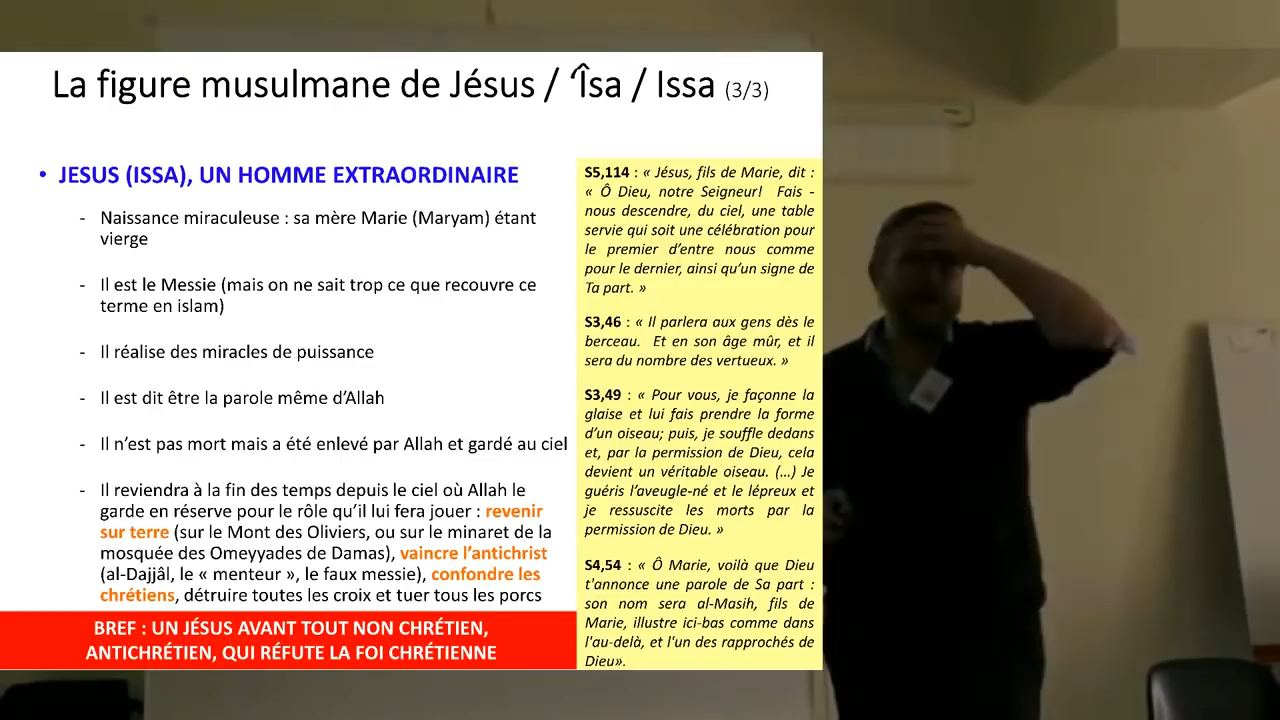 La figure musulmane de Jésus / ‘Îsa / Issa (3/3)
• JESUS (ISSA), UN HOMME EXTRAORDINAIRE
- Naissance miraculeuse : sa mère Marie (Maryam) étant
vierge
- Il est le Messie (mais on ne sait trop ce que recouvre ce
terme en islam)
- Il réalise des miracles de puissance
- Il est dit être la parole même d’Allah
- Il n’est pas mort mais a été enlevé par Allah et gardé au ciel
- Il reviendra à la fin des temps depuis le ciel où Allah le
garde en réserve pour le rôle qu’il lui fera jouer : revenir
sur terre (sur le Mont des Oliviers, ou sur le minaret de la
mosquée des Omeyyades de Damas), vaincre l’antichrist
(al-Dajjâl, le « menteur », le faux messie), confondre les
chrétiens, détruire toutes les croix et tuer tous les porcs
BREF : UN JÉSUS AVANT TOUT NON CHRÉTIEN,
ANTICHRÉTIEN, QUI RÉFUTE LA FOI CHRÉTIENNE
S5,114 : « Jésus, fils de Marie, dit :
« Ô Dieu, notre Seigneur! Fais -
nous descendre, du ciel, une table
servie qui soit une célébration pour
le premier d’entre nous comme
pour le dernier, ainsi qu’un signe de
Ta part. »
S3,46 : « Il parlera aux gens dès le
berceau. Et en son âge mûr, et il
sera du nombre des vertueux. »
S3,49 : « Pour vous, je façonne la
glaise et lui fais prendre la forme
d’un oiseau; puis, je souffle dedans
et, par la permission de Dieu, cela
devient un véritable oiseau. (…) Je
guéris l’aveugle-né et le lépreux et
je ressuscite les morts par la
permission de Dieu. »
S4,54 : « Ô Marie, voilà que Dieu
t'annonce une parole de Sa part :
son nom sera al-Masih, fils de
Marie, illustre ici-bas comme dans
l'au-delà, et l'un des rapprochés de
Dieu».